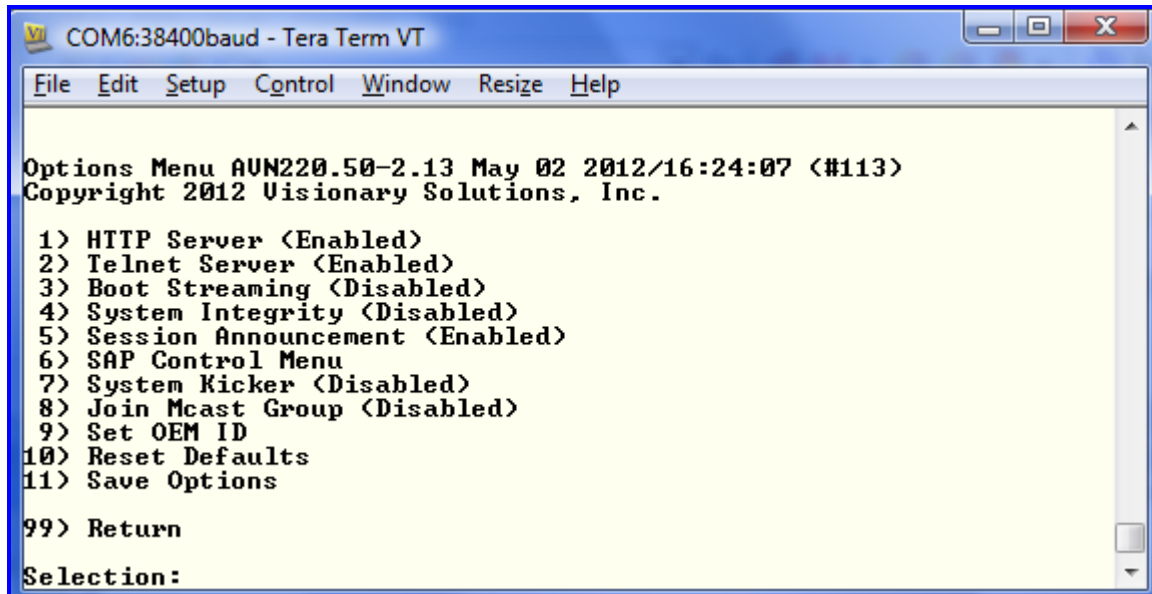 COM6:38400baud - Tera Term VT
File Edit Setup Control Window Resize Help
Options Menu AVN220.50-2.13 May 02 2012/16:24:07 (#113)
Copyright 2012 Visionary Solutions, Inc.
1) HTTP Server (Enabled)
2) Telnet Server (Enabled)
3) Boot Streaming (Disabled)
4) System Integrity (Disabled)
5) Session Announcement (Enabled)
6) SAP Control Menu
7) System Kicker (Disabled)
8) Join Mcast Group (Disabled)
9) Set OEM ID
10) Reset Defaults
11) Save Options
99) Return
Selection: